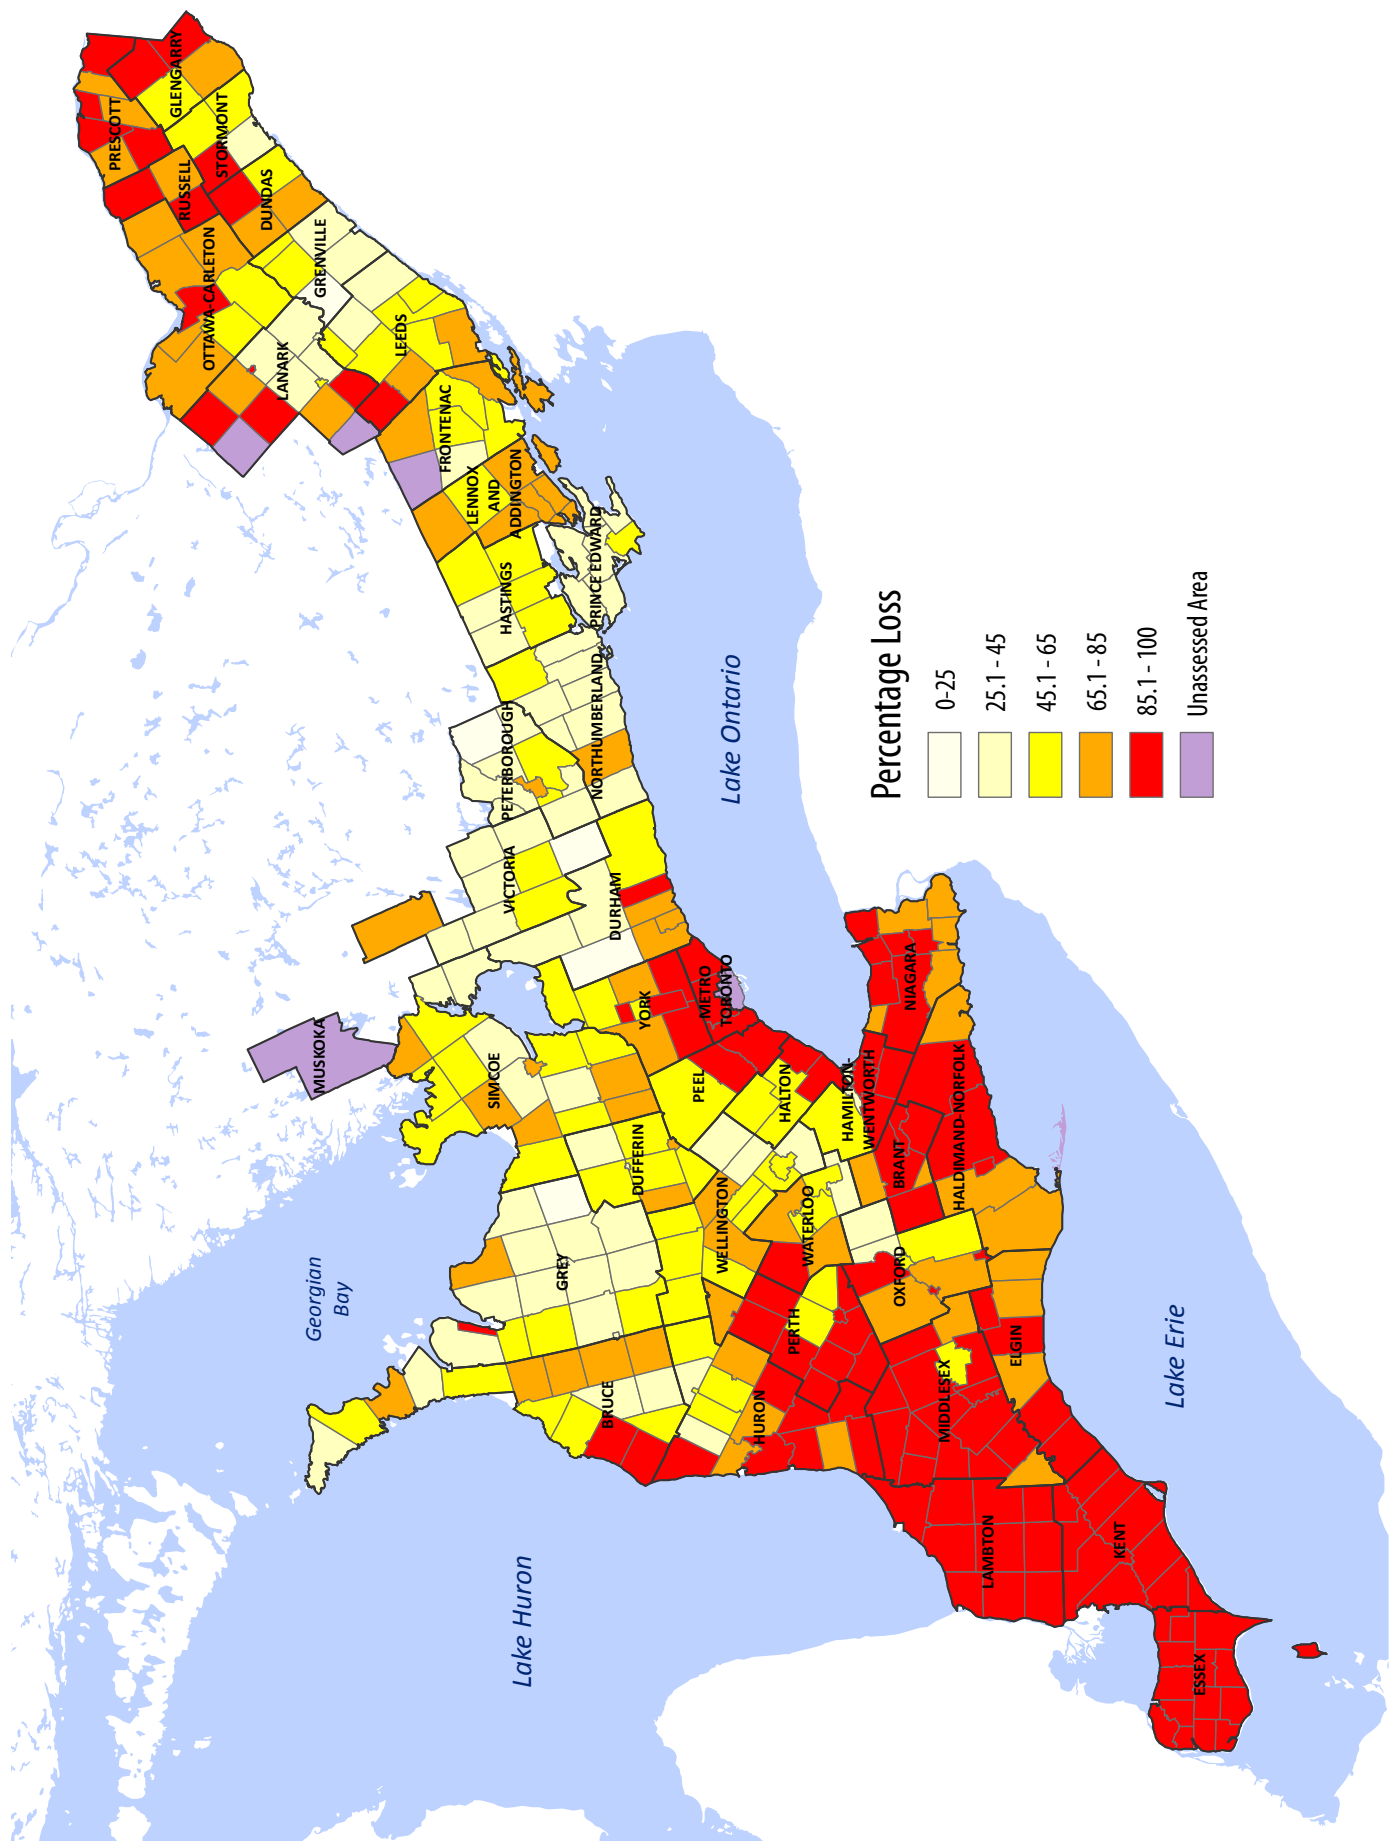 PRESCOTT
GLENGARRY
STORMONT
RUSSELL
DUNDAS
OTTAWA-CARLETON
GRENVILLE
LANARK
LEEDS
FRONTENAC
LENNOX
AND
ADDINGTON
HASTINGS
PRINCE EDWARD
NORTHUMBERLAND
PETERBOROUGH
VICTORIA
DURHAM
YORK
METRO
TORONTO
MUSKOKA
SIMCOE
PEEL
HALTON
HAMILTON-
WENTWORTH
NIAGARA
HALDIMAND-NORFOLK
BRANT
DUFFERIN
WELLINGTON
WATERLOO
GREY
BRUCE
HURON
PERTH
OXFORD
ELGIN
MIDDLESEX
LAMBTON
KENT
ESSEX
Georgian
Bay
Lake Huron
Lake Ontario
Lake Erie
Percentage Loss
0-25
25.1 - 45
45.1 - 65
65.1 - 85
85.1 - 100
Unassessed Area